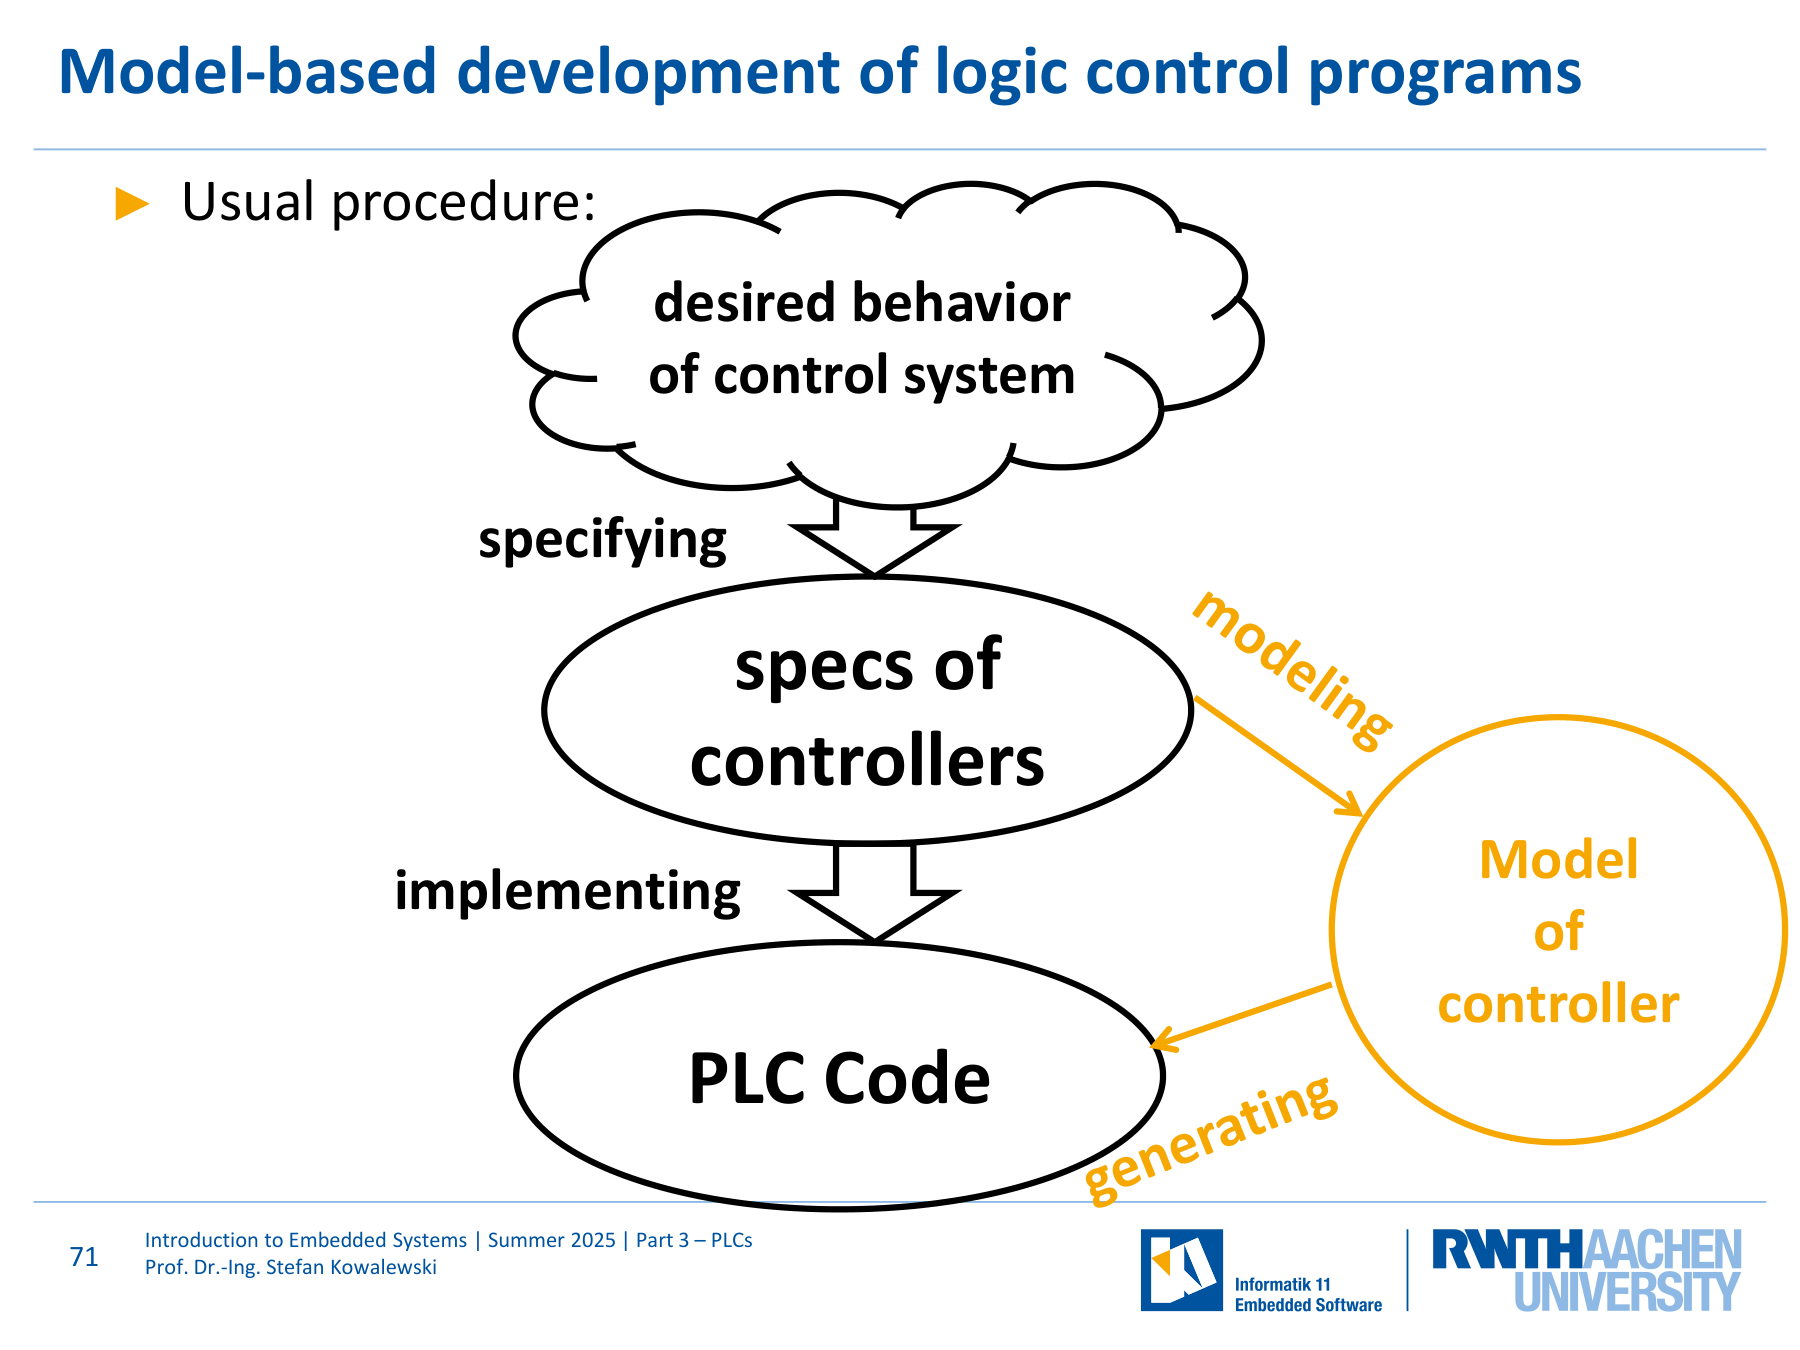 Model-based development of logic control programs
► Usual procedure:
desired behavior
of control system
specifying
specs of
controllers
modeling
implementing
Model
of
controller
PLC Code
generating
71
Introduction to Embedded Systems | Summer 2025 | Part 3 – PLCs
Prof. Dr.-Ing. Stefan Kowalewski
Informatik 11
Embedded Software
RWTHAACHEN
UNIVERSITY